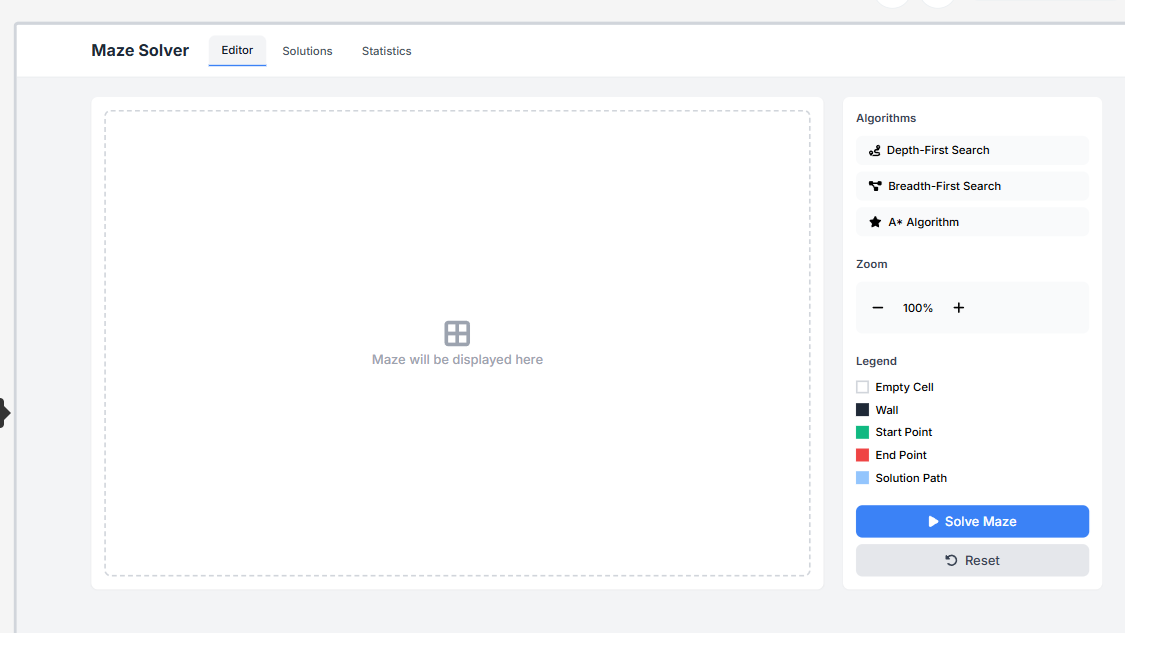 Maze Solver Editor Solutions Statistics
Maze will be displayed here
Algorithms
Depth-First Search
Breadth-First Search
A* Algorithm
Zoom
100%
Legend
Empty Cell
Wall
Start Point
End Point
Solution Path
Solve Maze
Reset